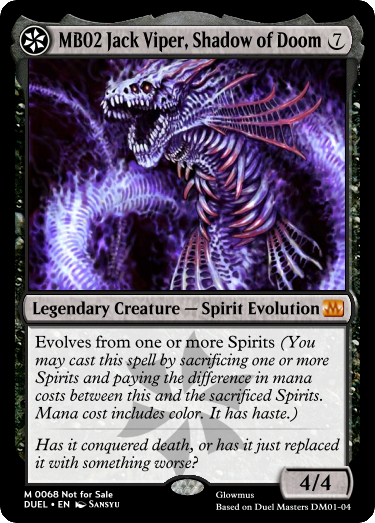 MB02 Jack Viper, Shadow of Doom 7
Legendary Creature — Spirit Evolution
Evolves from one or more Spirits (You
may cast this spell by sacrificing one or more
Spirits and paying the difference in mana
costs between this and the sacrificed Spirits.
Mana cost includes color. It has haste.)
Has it conquered death, or has it just replaced
it with something worse?
4/4
M 0068 Not for Sale
DUEL • EN Sansyu
Glowmus
Based on Duel Masters DM01-04